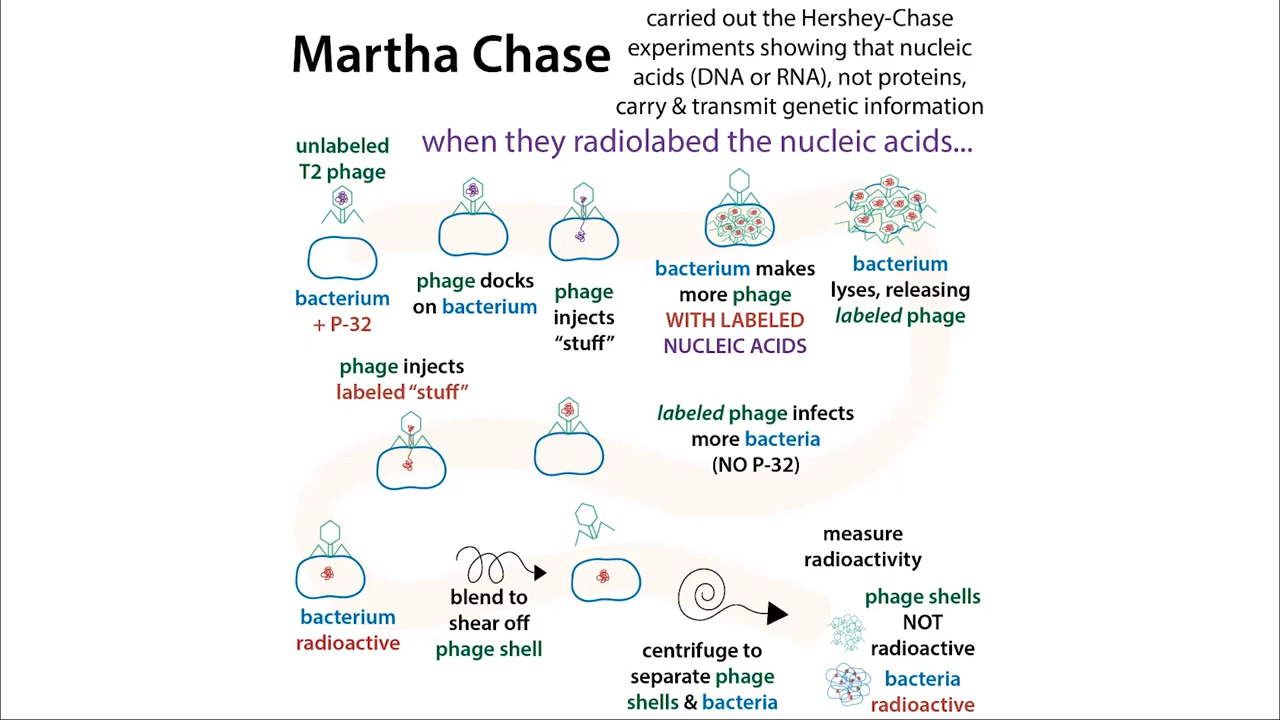 Martha Chase
carried out the Hershey-Chase
experiments showing that nucleic
acids (DNA or RNA), not proteins,
carry & transmit genetic information
when they radiolabed the nucleic acids...
unlabeled
T2 phage
bacterium
+ P-32
phage docks
on bacterium
phage
injects
“stuff”
bacterium makes
more phage
WITH LABELED
NUCLEIC ACIDS
bacterium
lyses, releasing
labeled phage
labeled phage infects
more bacteria
(NO P-32)
phage injects
labeled “stuff”
bacterium
radioactive
blend to
shear off
phage shell
centrifuge to
separate phage
shells & bacteria
measure
radioactivity
phage shells
NOT
radioactive
bacteria
radioactive